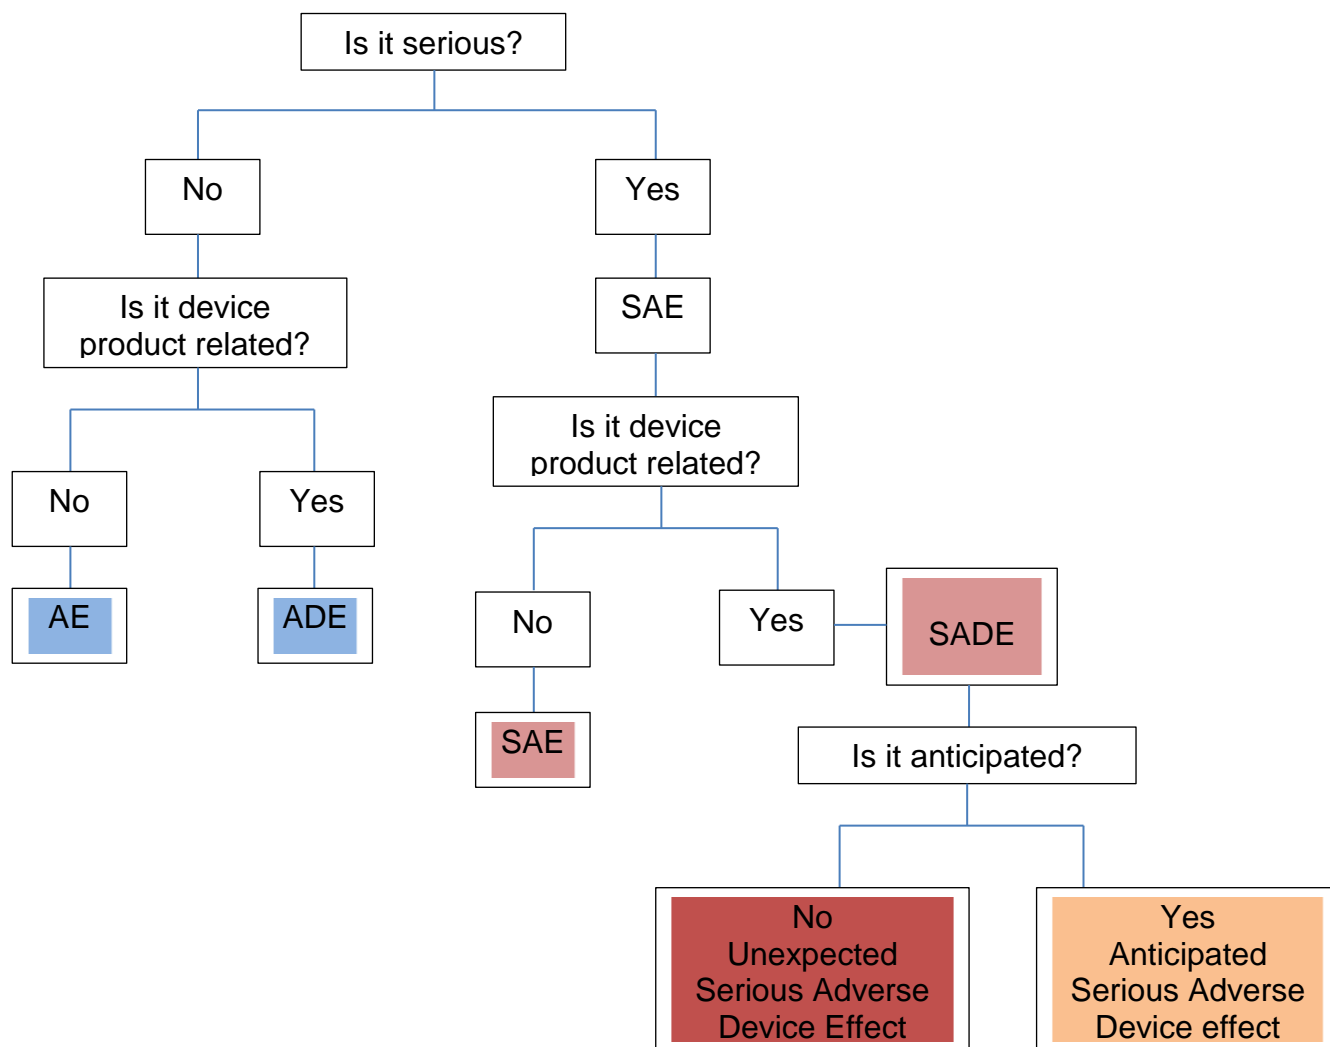 Is it serious?
No
Yes
Is it device
product related?
SAE
Is it device
product related?
No
Yes
AE
ADE
No
Yes
SADE
SAE
Is it anticipated?
No
Unexpected
Serious Adverse
Device Effect
Yes
Anticipated
Serious Adverse
Device effect